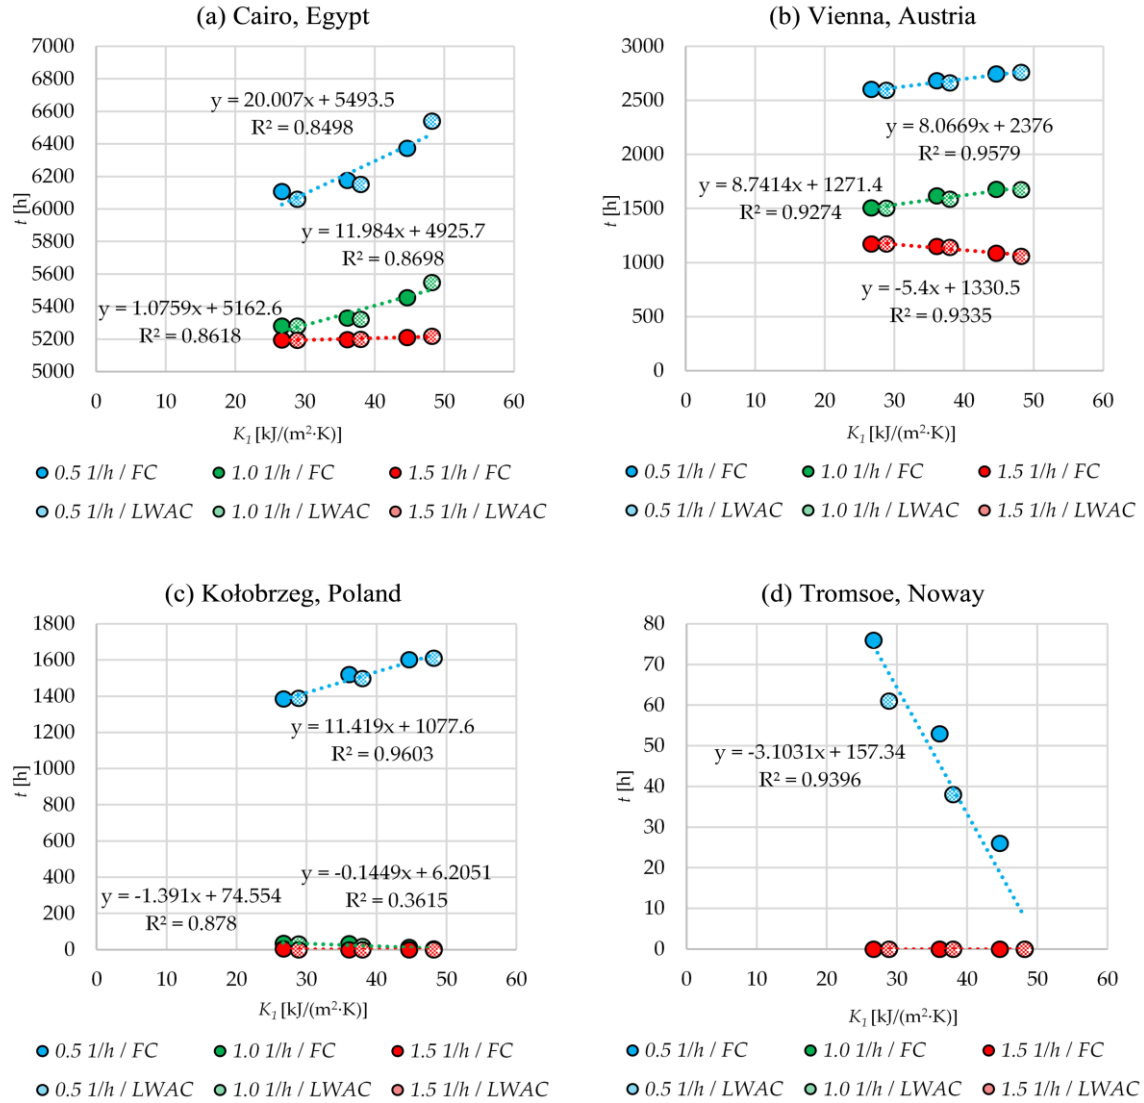 (a) Cairo, Egypt
7000
6800
6600
6400
6200
6000
5800
5600
5400
5200
5000
t [h]
y = 20.007x + 5493.5
R² = 0.8498
y = 11.984x + 4925.7
R² = 0.8698
y = 1.0759x + 5162.6
R² = 0.8618
0 10 20 30 40 50 60
K₁ [kJ/(m²·K)]
0.5 1/h / FC 1.0 1/h / FC 1.5 1/h / FC
0.5 1/h / LWAC 1.0 1/h / LWAC 1.5 1/h / LWAC
(b) Vienna, Austria
3000
2500
2000
1500
1000
500
0
t [h]
y = 8.0669x + 2376
R² = 0.9579
y = 8.7414x + 1271.4
R² = 0.9274
y = -5.4x + 1330.5
R² = 0.9335
0 10 20 30 40 50 60
K₁ [kJ/(m²·K)]
0.5 1/h / FC 1.0 1/h / FC 1.5 1/h / FC
0.5 1/h / LWAC 1.0 1/h / LWAC 1.5 1/h / LWAC
(c) Kołobrzeg, Poland
1800
1600
1400
1200
1000
800
600
400
200
0
t [h]
y = 11.419x + 1077.6
R² = 0.9603
y = -0.1449x + 6.2051
R² = 0.3615
y = -1.391x + 74.554
R² = 0.878
0 10 20 30 40 50 60
K₁ [kJ/(m²·K)]
0.5 1/h / FC 1.0 1/h / FC 1.5 1/h / FC
0.5 1/h / LWAC 1.0 1/h / LWAC 1.5 1/h / LWAC
(d) Tromsoe, Noway
80
70
60
50
40
30
20
10
0
t [h]
y = -3.1031x + 157.34
R² = 0.9396
0 10 20 30 40 50 60
K₁ [kJ/(m²·K)]
0.5 1/h / FC 1.0 1/h / FC 1.5 1/h / FC
0.5 1/h / LWAC 1.0 1/h / LWAC 1.5 1/h / LWAC